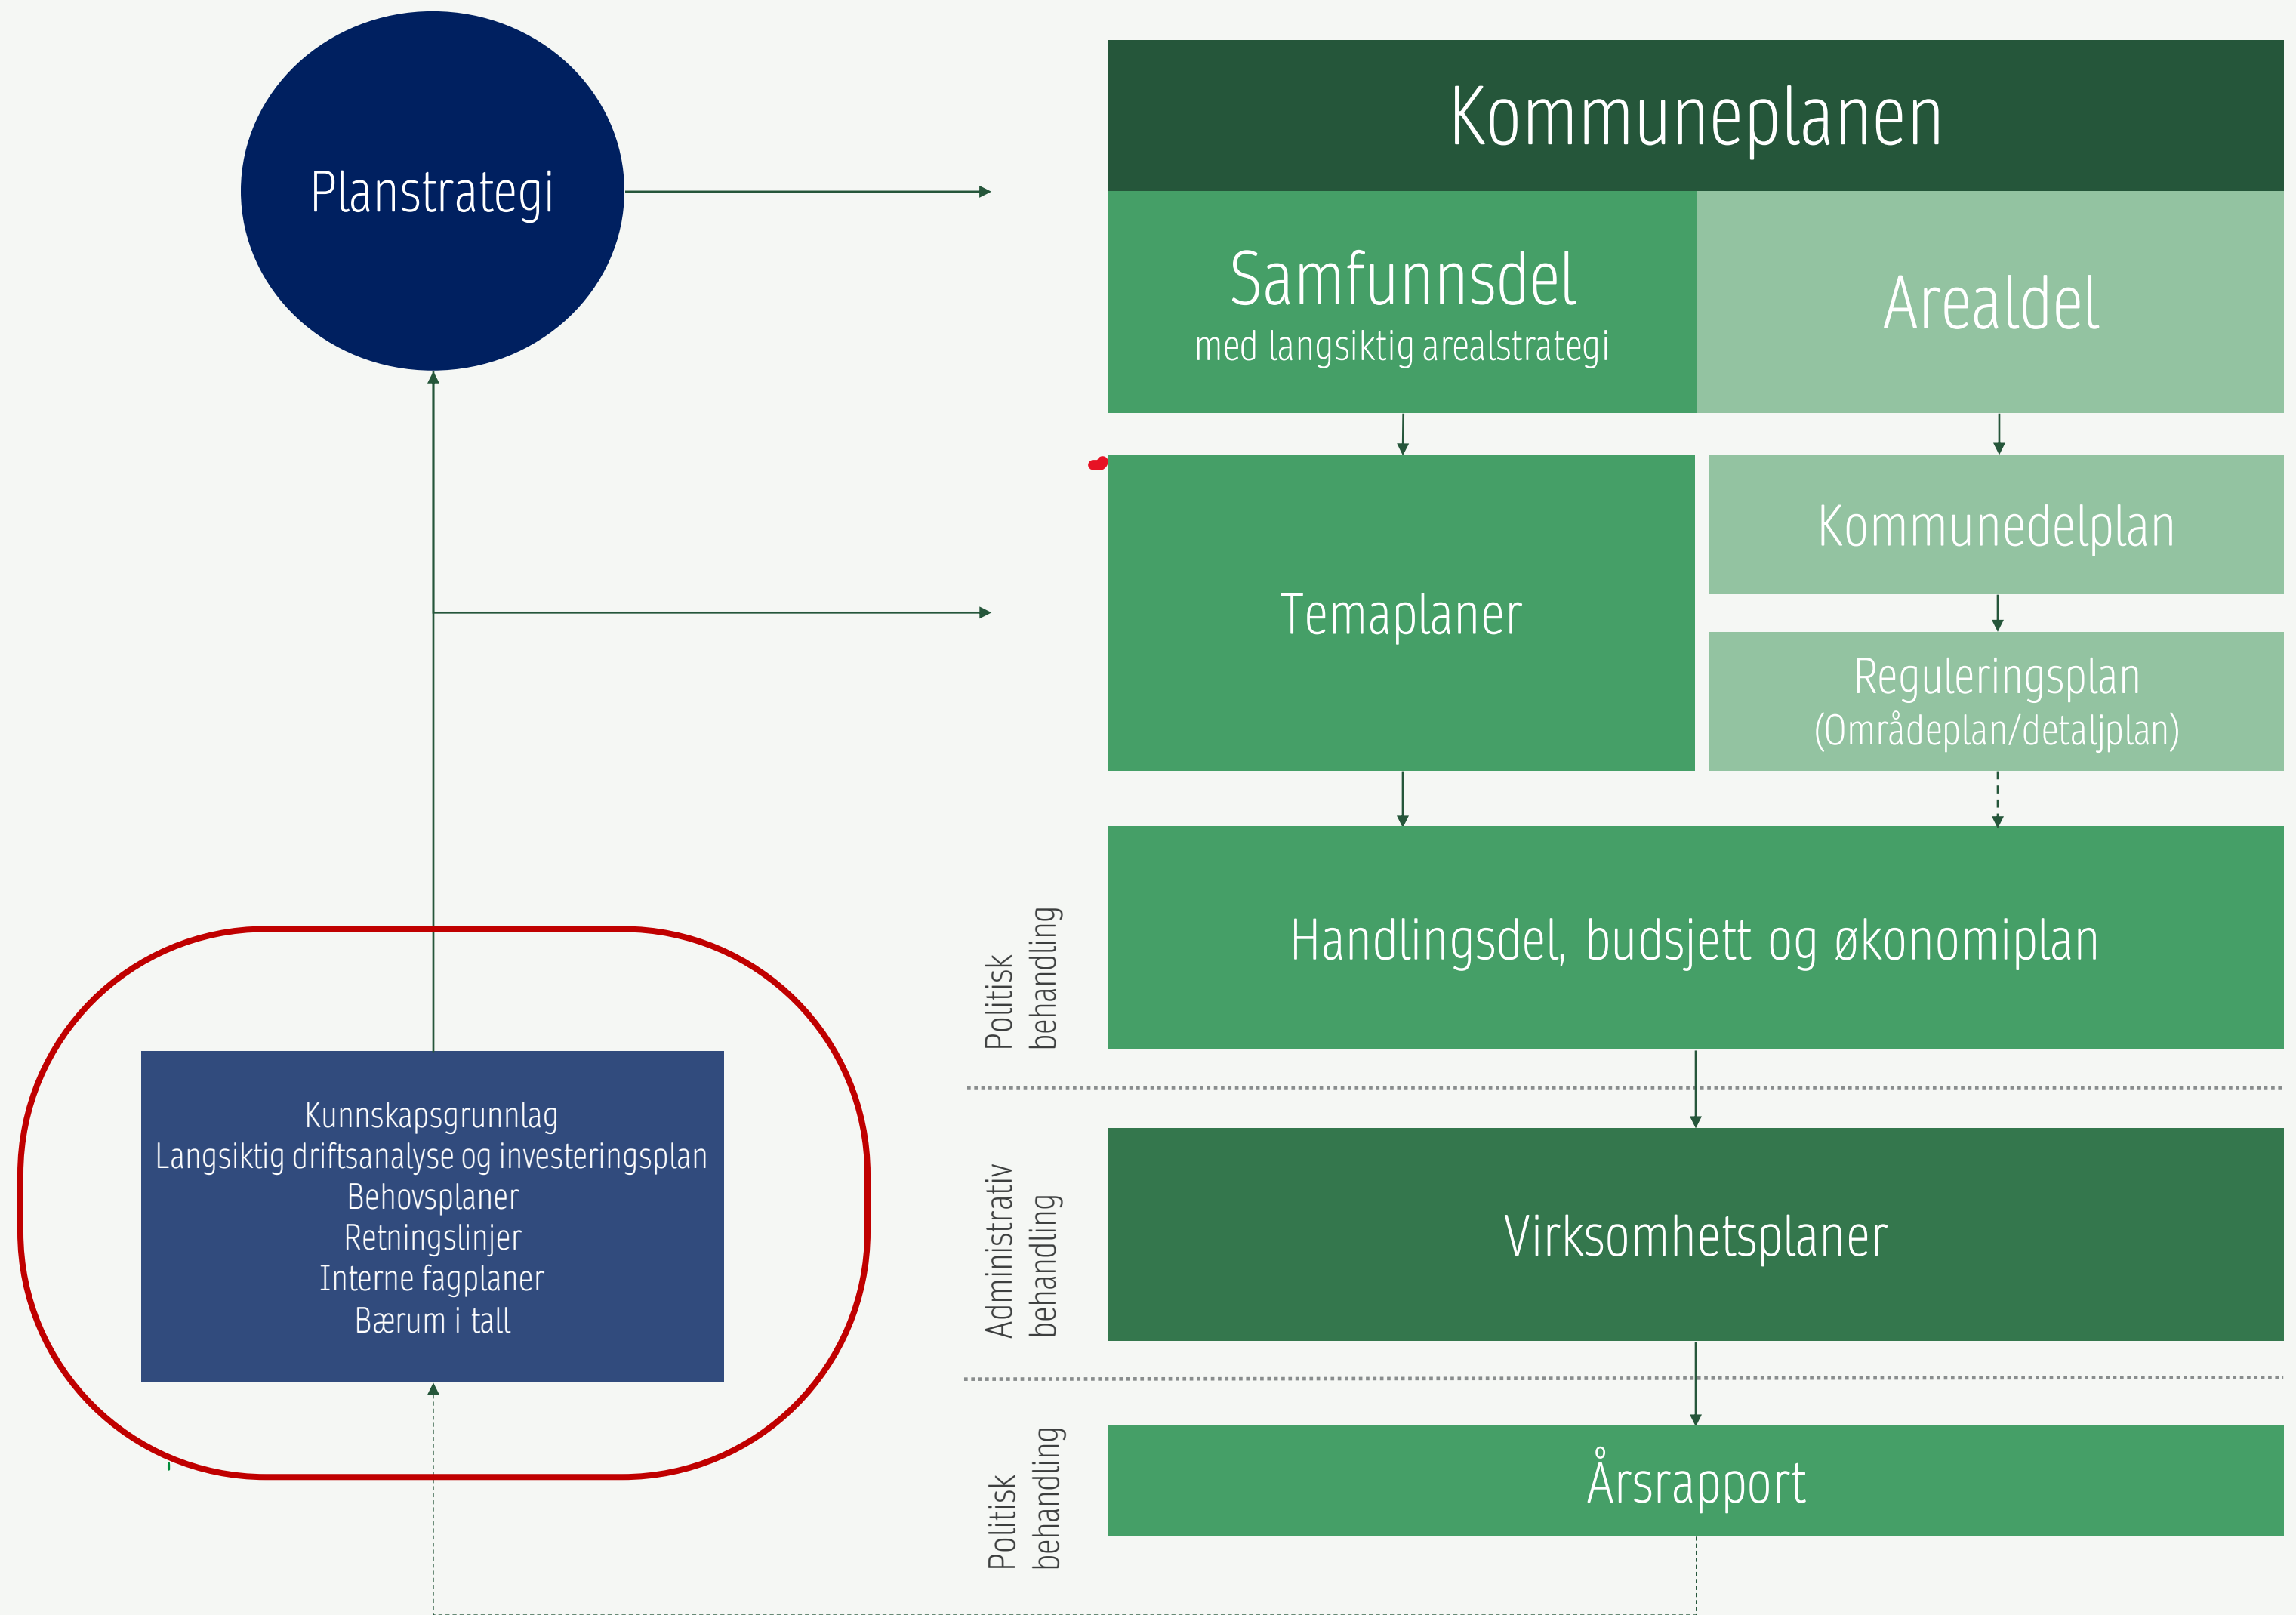 Planstrategi
Kommuneplanen
Samfunnsdel
med langsiktig arealstrategi
Arealdel
Temaplaner
Kommunedelplan
Reguleringsplan
(Områdeplan/detaljplan)
Politisk
behandling
Handlingsdel, budsjett og økonomiplan
Kunnskapsgrunnlag
Langsiktig driftsanalyse og investeringsplan
Behovsplaner
Retningslinjer
Interne fagplaner
Bærum i tall
Administrativ
behandling
Virksomhetsplaner
Politisk
behandling
Årsrapport